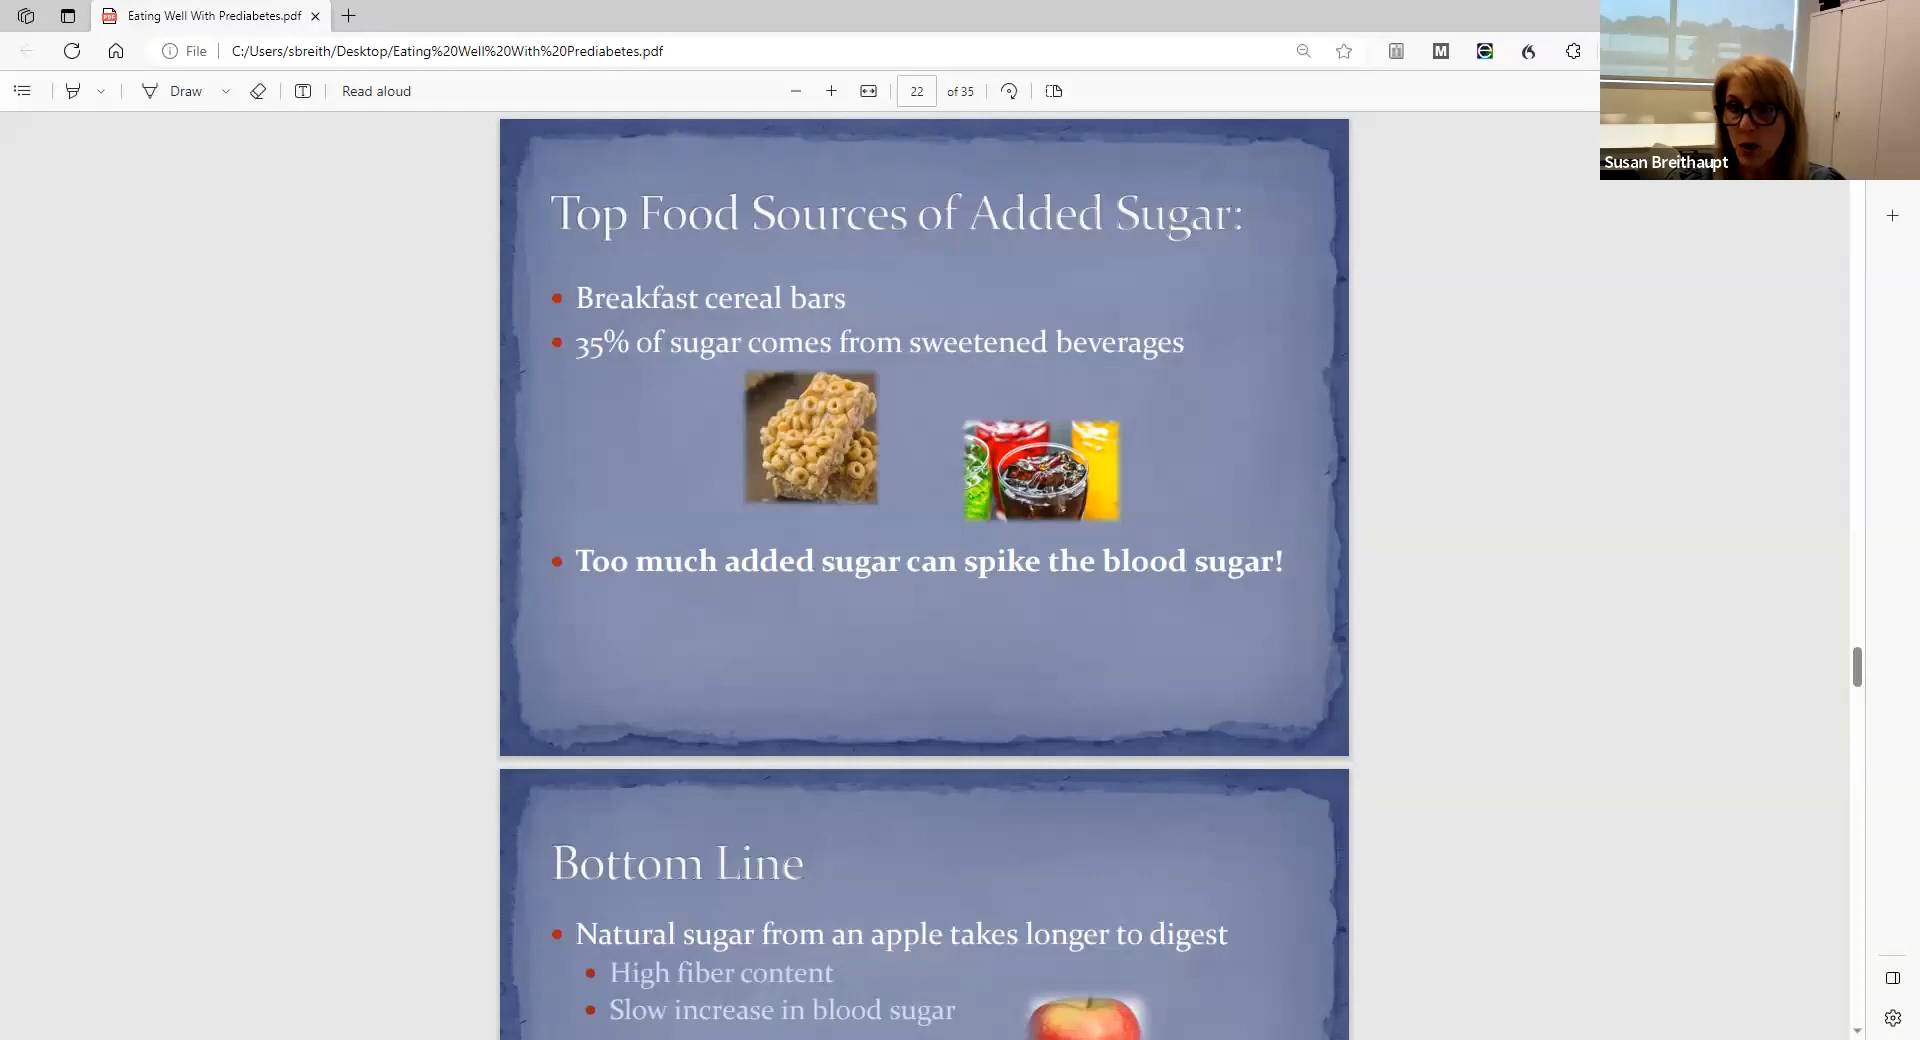 Eating Well With Prediabetes.pdf
File
C:/Users/sbreith/Desktop/Eating%20Well%20With%20Prediabetes.pdf
M
Draw
Read aloud
22 of 35
Susan Breithaupt
Top Food Sources of Added Sugar:
Breakfast cereal bars
35% of sugar comes from sweetened beverages
Too much added sugar can spike the blood sugar!
Bottom Line
Natural sugar from an apple takes longer to digest
High fiber content
Slow increase in blood sugar